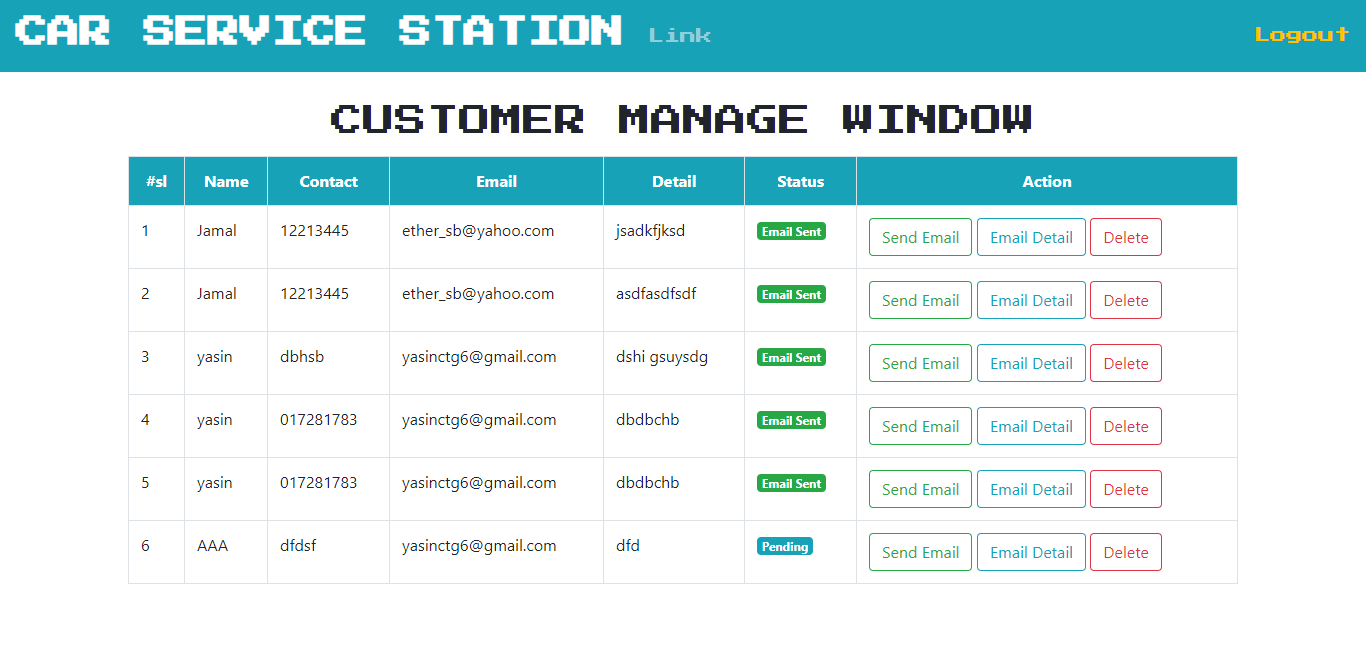 CAR SERVICE STATION Link Logout
CUSTOMER MANAGE WINDOW
#sl Name Contact Email Detail Status Action
1 Jamal 12213445 ether_sb@yahoo.com jsadkfjksd Email Sent Send Email Email Detail Delete
2 Jamal 12213445 ether_sb@yahoo.com asdfasdfsdf Email Sent Send Email Email Detail Delete
3 yasin dbhsb yasinctg6@gmail.com dshi gsuysdg Email Sent Send Email Email Detail Delete
4 yasin 017281783 yasinctg6@gmail.com dbdbchb Email Sent Send Email Email Detail Delete
5 yasin 017281783 yasinctg6@gmail.com dbdbchb Email Sent Send Email Email Detail Delete
6 AAA dfdsf yasinctg6@gmail.com dfd Pending Send Email Email Detail Delete